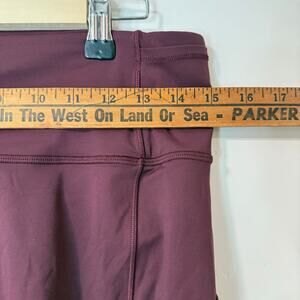 10 11 12 13 14 15 16 17
In The West On Land Or Sea - PARKER